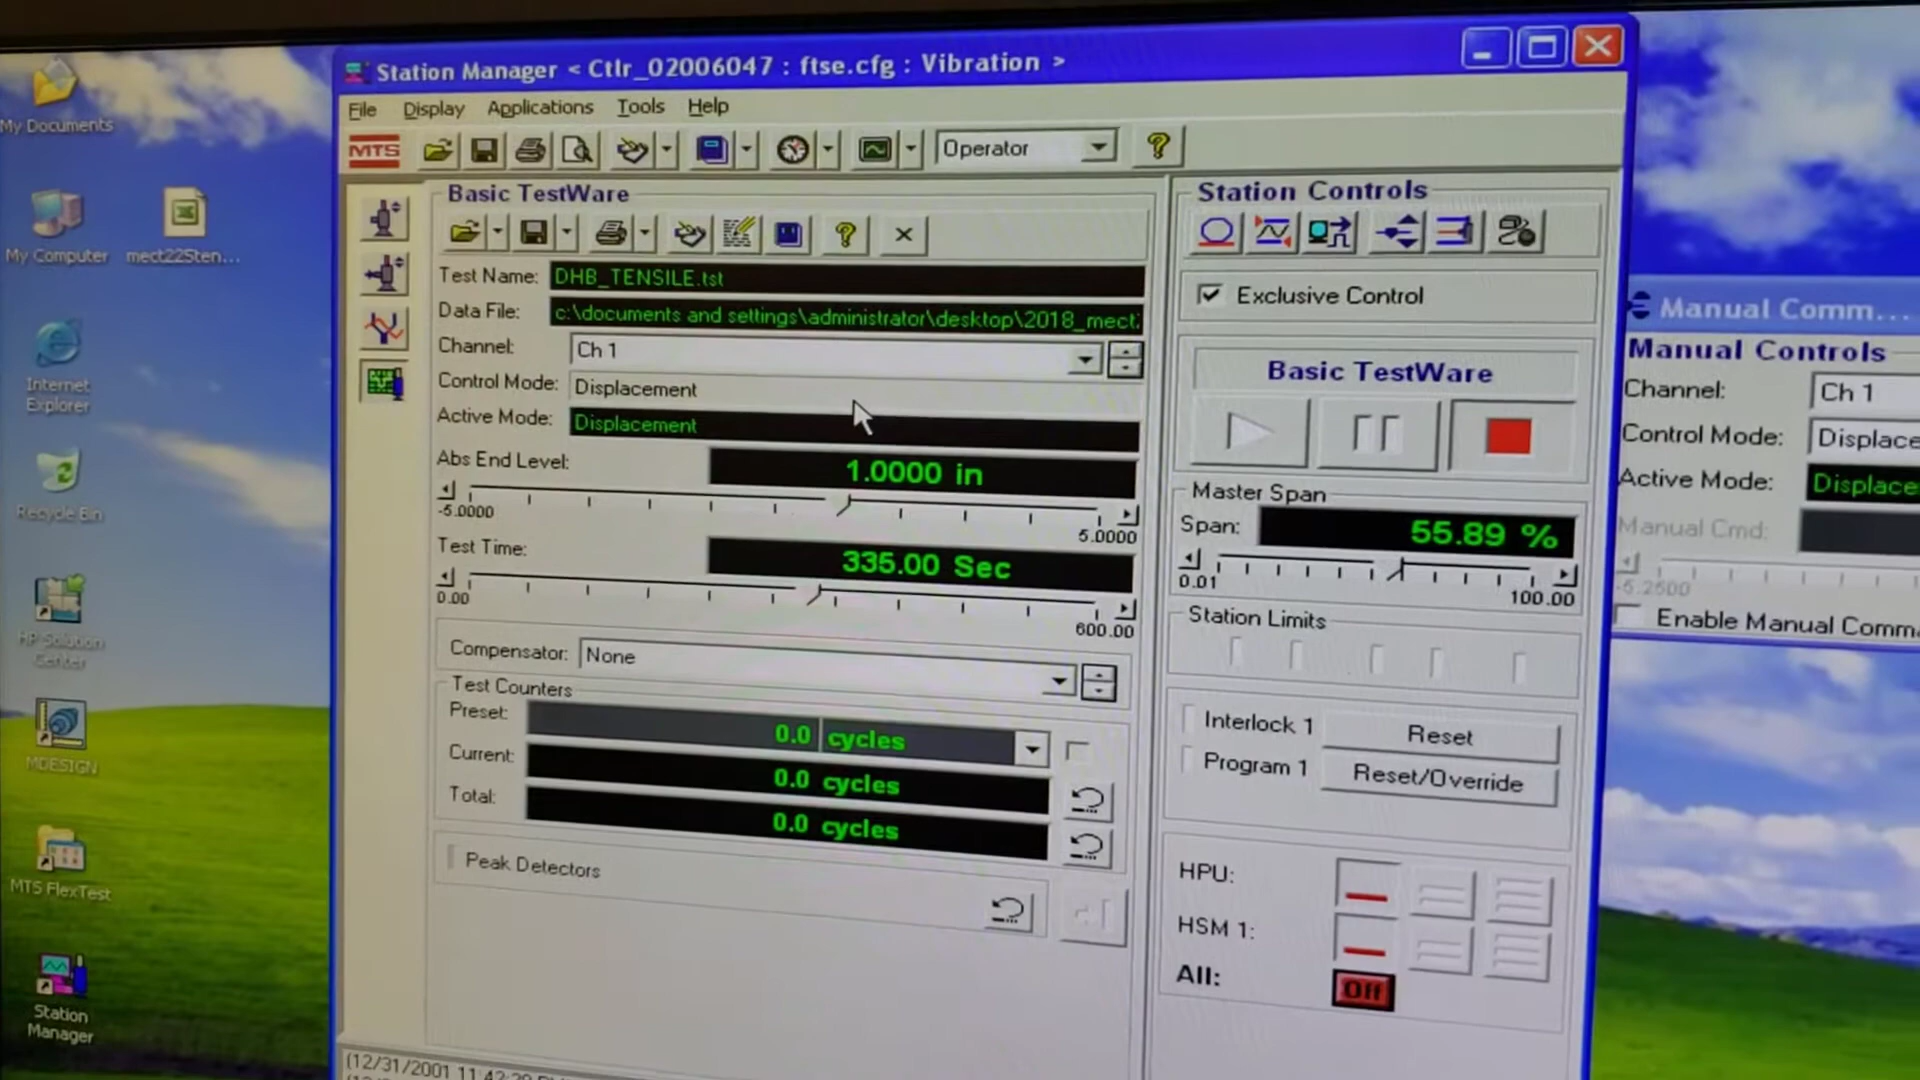 Station Manager < Ctlr_02006047 : ftse.cfg : Vibration >
File Display Applications Tools Help
MTS
Operator
Basic TestWare
Test Name: DHB_TENSILE.tst
Data File: c:\documents and settings\administrator\desktop\2018_mect
Channel: Ch 1
Control Mode: Displacement
Active Mode: Displacement
Abs End Level: 1.0000 in
-5.0000
5.0000
Test Time: 335.00 Sec
0.00
600.00
Compensator: None
Test Counters
Preset: 0.0 cycles
Current: 0.0 cycles
Total: 0.0 cycles
Peak Detectors
(12/31/2001
Station Controls
Exclusive Control
Basic TestWare
Master Span
Span: 55.89 %
0.01
100.00
Station Limits
Interlock 1 Reset
Program 1 Reset/Override
HPU:
HSM 1:
All: Off
Manual Comm...
Manual Controls
Channel: Ch 1
Control Mode: Displace
Active Mode: Displace
Manual Cmd:
-5.2500
Enable Manual Comm
My Documents
My Computer
mect22Sten...
Internet
Explorer
Recycle Bin
HP Solution
Center
MDESIGN
MTS FlexTest
Station
Manager